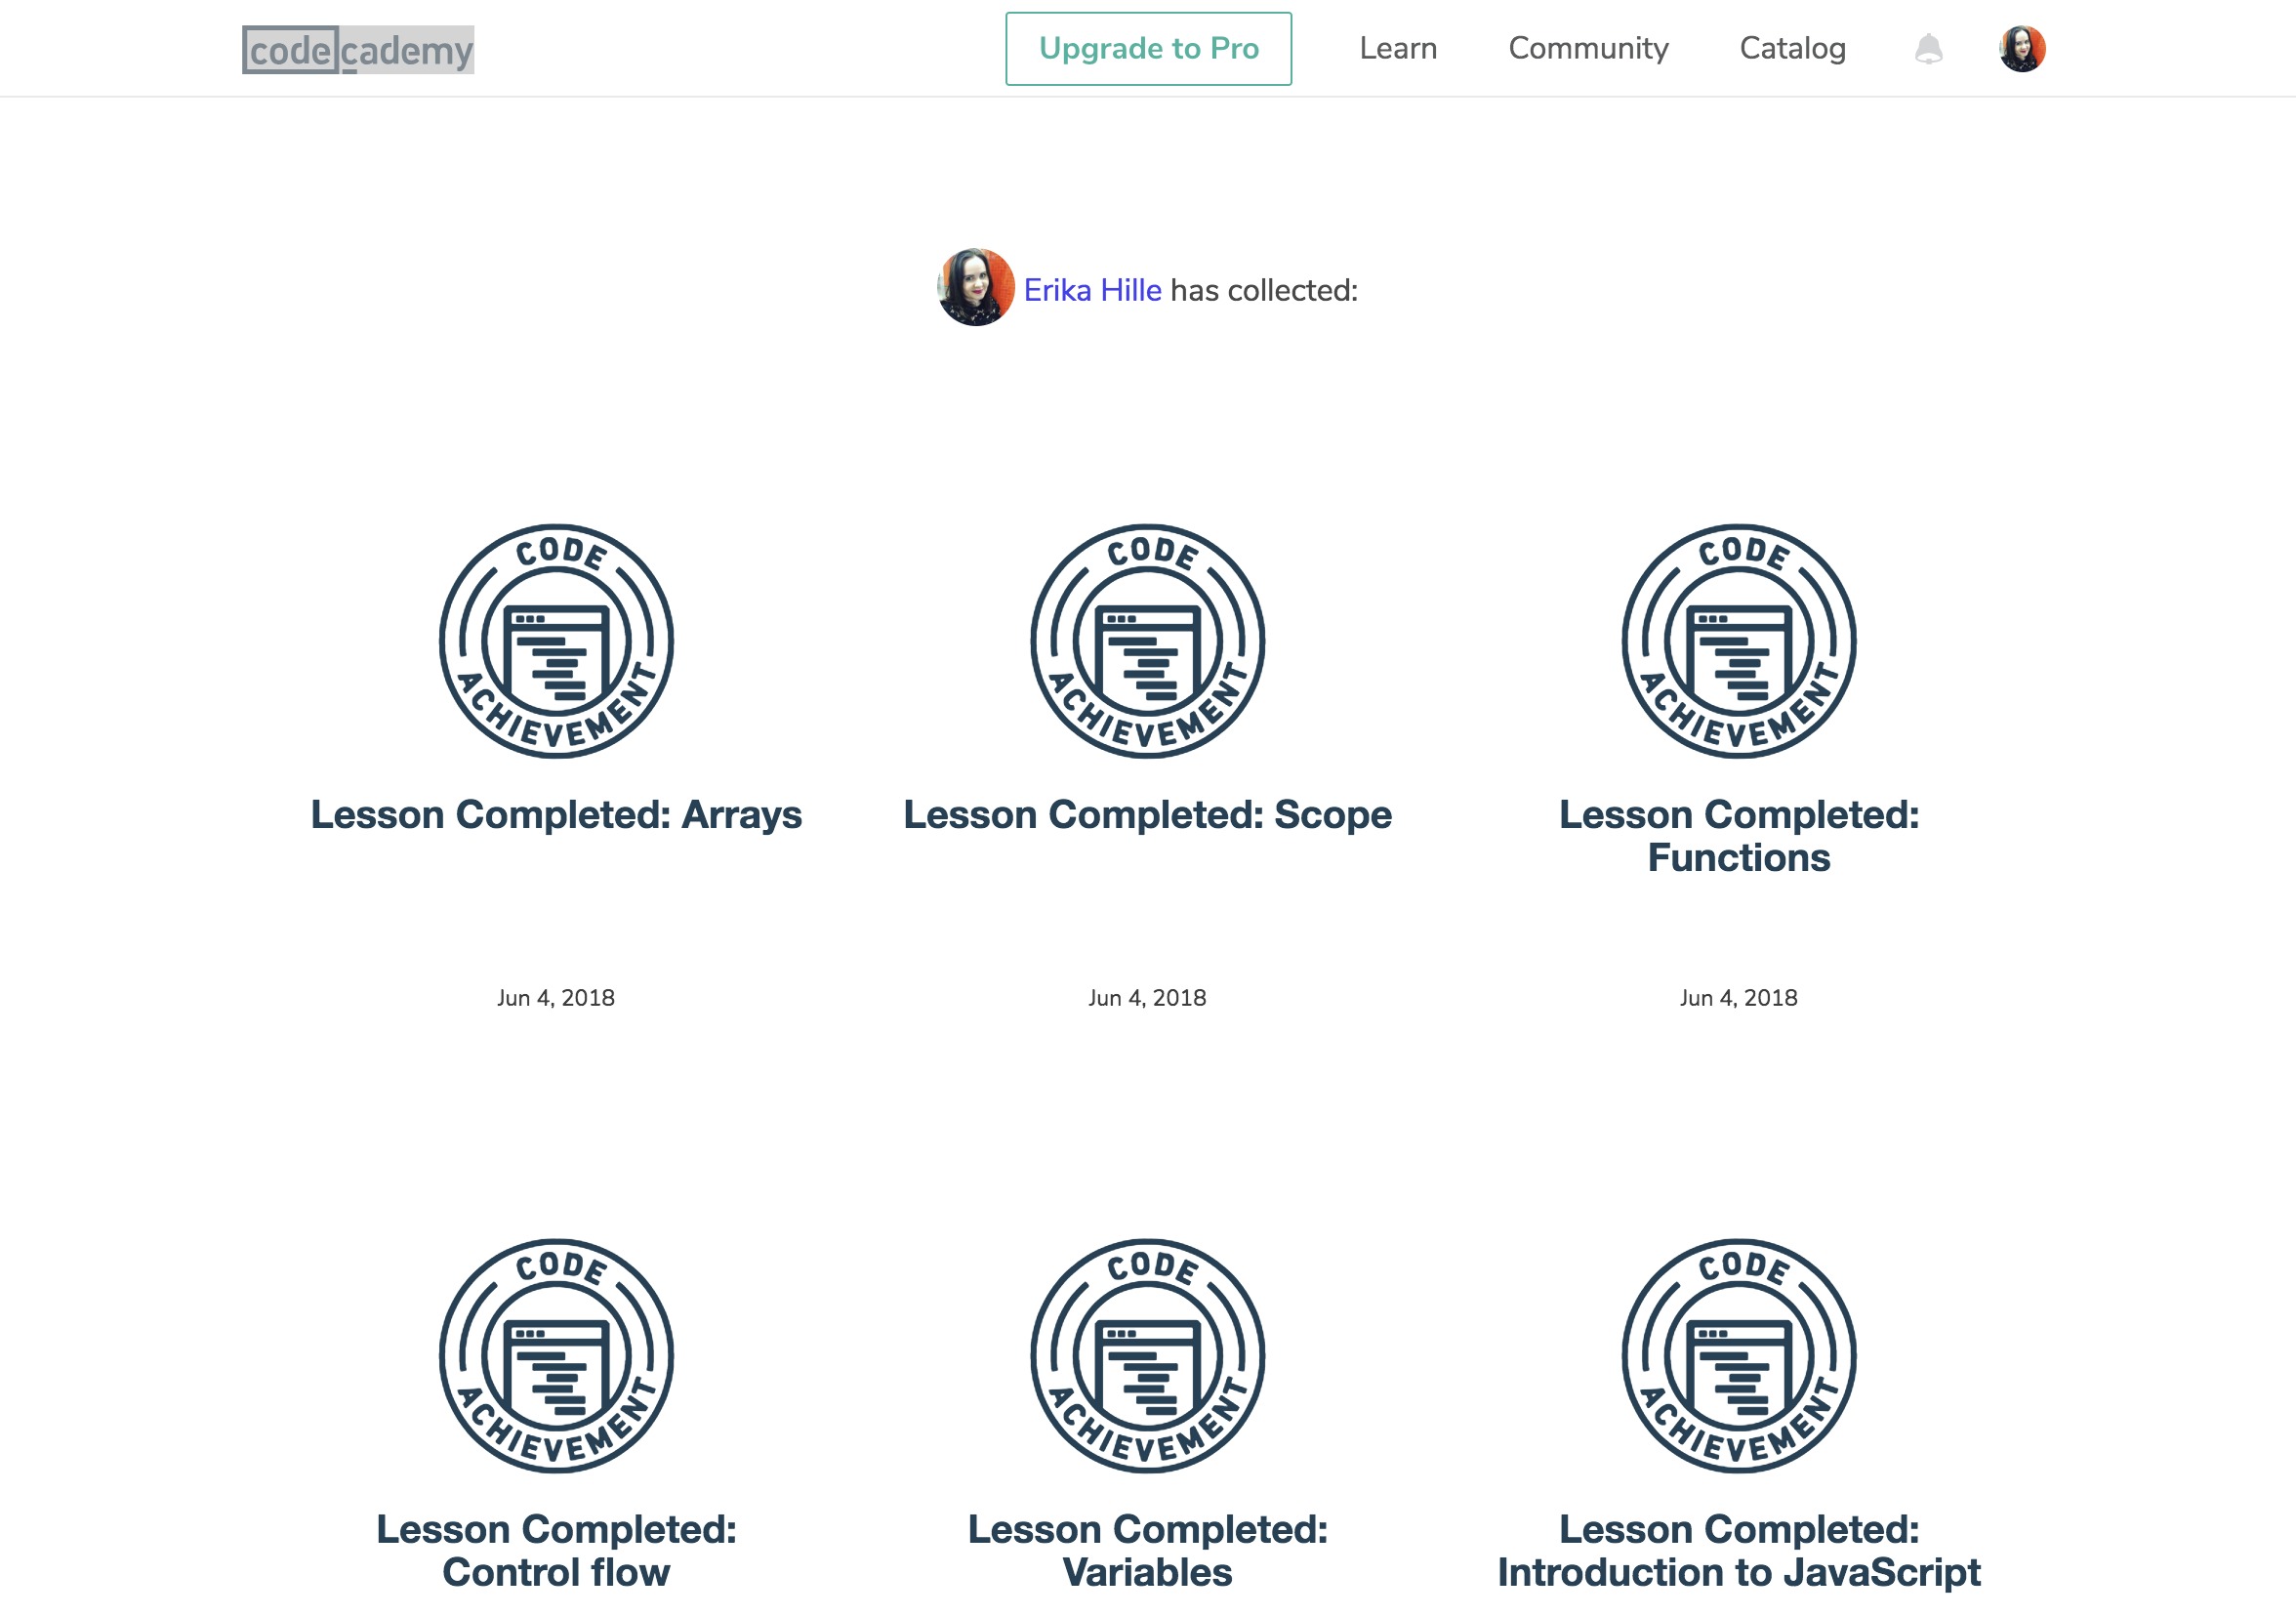 codecademy
Upgrade to Pro
Learn
Community
Catalog
Erika Hille has collected:
CODE
ACHIEVEMENT
Lesson Completed: Arrays
Jun 4, 2018
CODE
ACHIEVEMENT
Lesson Completed: Scope
Jun 4, 2018
CODE
ACHIEVEMENT
Lesson Completed:
Functions
Jun 4, 2018
CODE
ACHIEVEMENT
Lesson Completed:
Control flow
CODE
ACHIEVEMENT
Lesson Completed:
Variables
CODE
ACHIEVEMENT
Lesson Completed:
Introduction to JavaScript